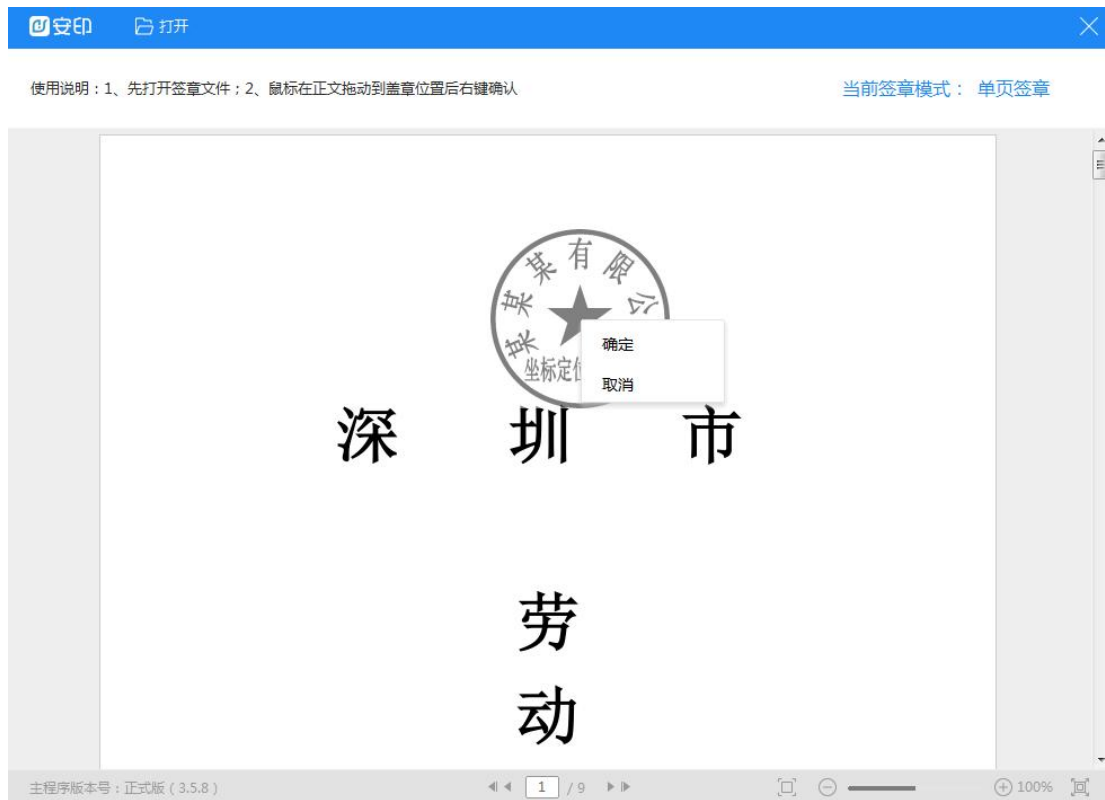 安印 打开
使用说明：1、先打开签章文件；2、鼠标在正文拖动到盖章位置后右键确认
当前签章模式： 单页签章
某某某某有限公
坐标定位
确定
取消
深 圳 市
劳
动
主程序版本号：正式版（3.5.8）
1 / 9
100%